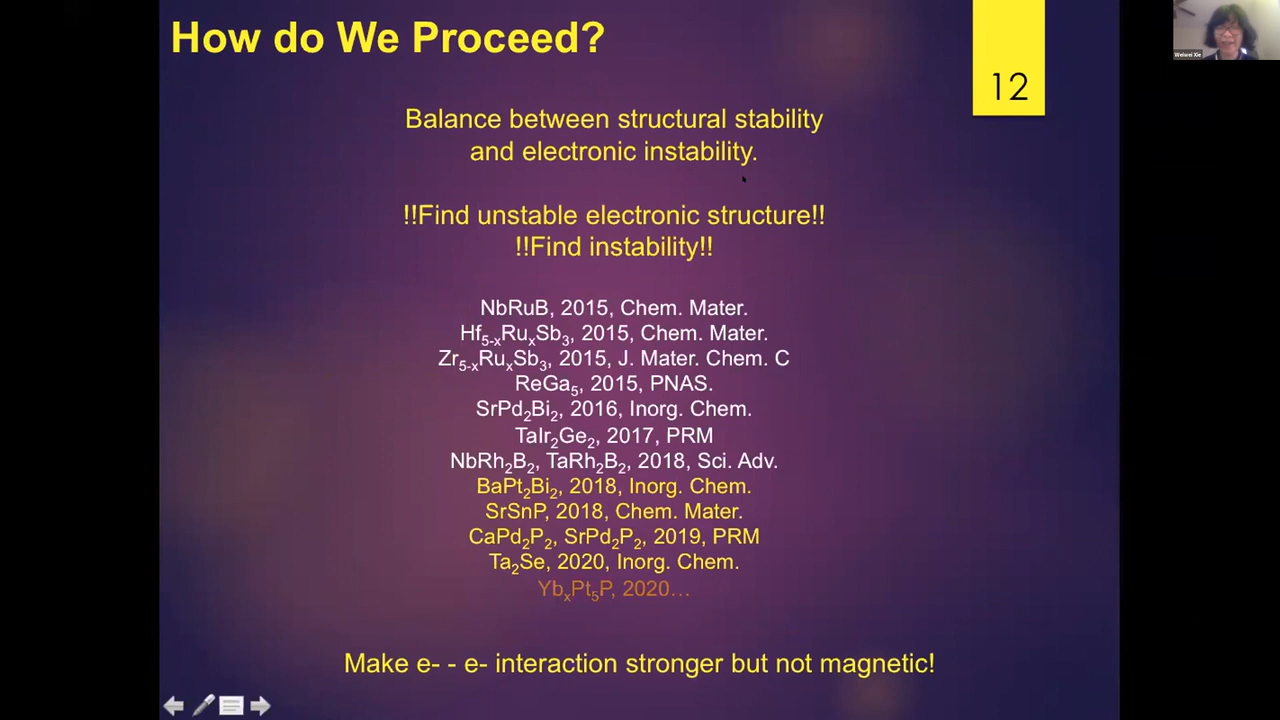 How do We Proceed?
12
Weiwei Xie
Balance between structural stability
and electronic instability.
!!Find unstable electronic structure!!
!!Find instability!!
NbRuB, 2015, Chem. Mater.
Hf₅₋ₓRuₓSb₃, 2015, Chem. Mater.
Zr₅₋ₓRuₓSb₃, 2015, J. Mater. Chem. C
ReGa₅, 2015, PNAS.
SrPd₂Bi₂, 2016, Inorg. Chem.
TaIr₂Ge₂, 2017, PRM
NbRh₂B₂, TaRh₂B₂, 2018, Sci. Adv.
BaPt₂Bi₂, 2018, Inorg. Chem.
SrSnP, 2018, Chem. Mater.
CaPd₂P₂, SrPd₂P₂, 2019, PRM
Ta₂Se, 2020, Inorg. Chem.
YbₓPt₅P, 2020…
Make e- - e- interaction stronger but not magnetic!